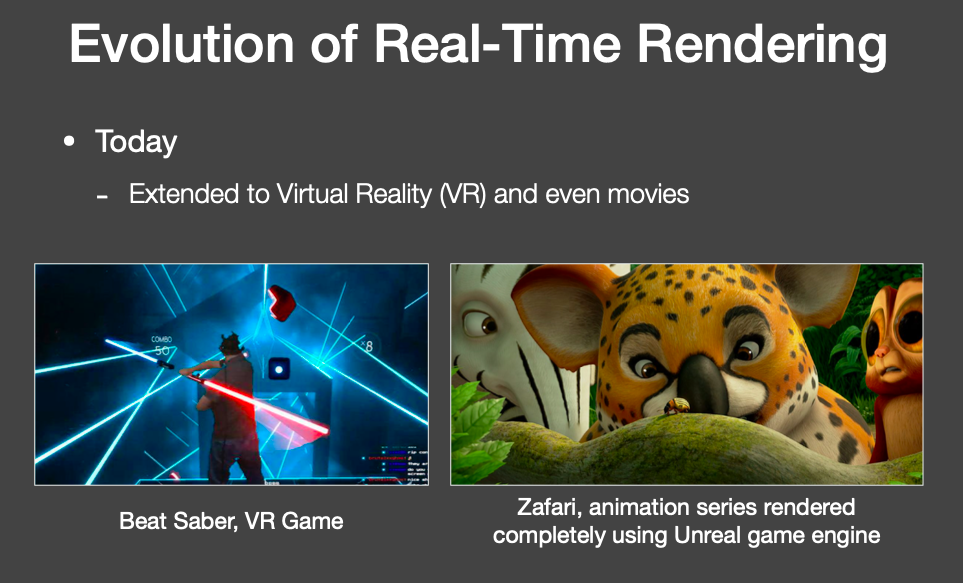 Evolution of Real-Time Rendering
• Today
- Extended to Virtual Reality (VR) and even movies
COMBO
50
x8
Beat Saber, VR Game
Zafari, animation series rendered
completely using Unreal game engine